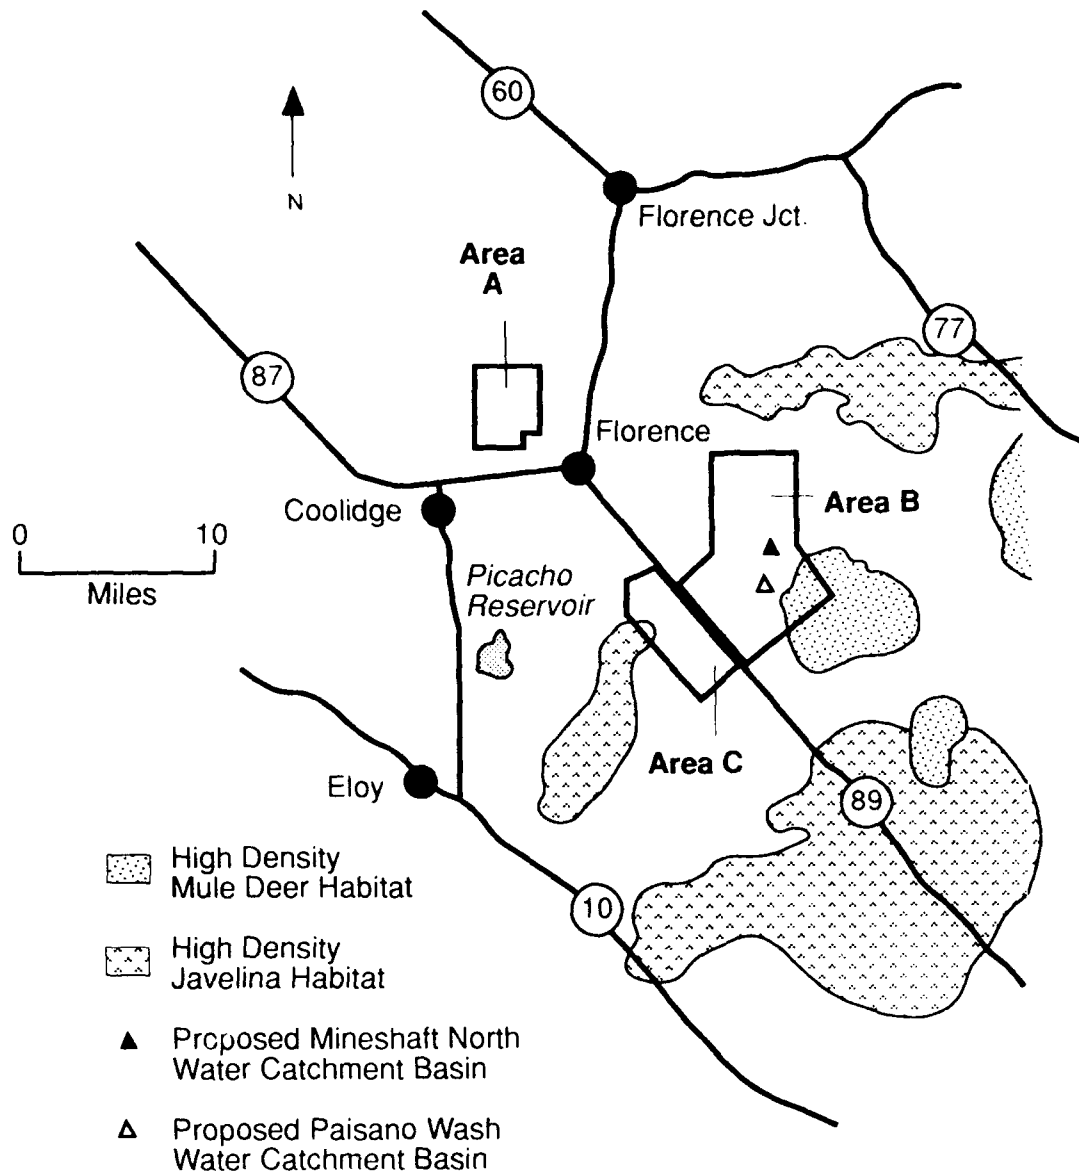 60
N
Florence Jct.
Area
A
77
87
Florence
Coolidge
Area B
0 10
Miles
Picacho
Reservoir
Area C
Eloy
89
High Density
Mule Deer Habitat
10
High Density
Javelina Habitat
Proposed Mineshaft North
Water Catchment Basin
Proposed Paisano Wash
Water Catchment Basin